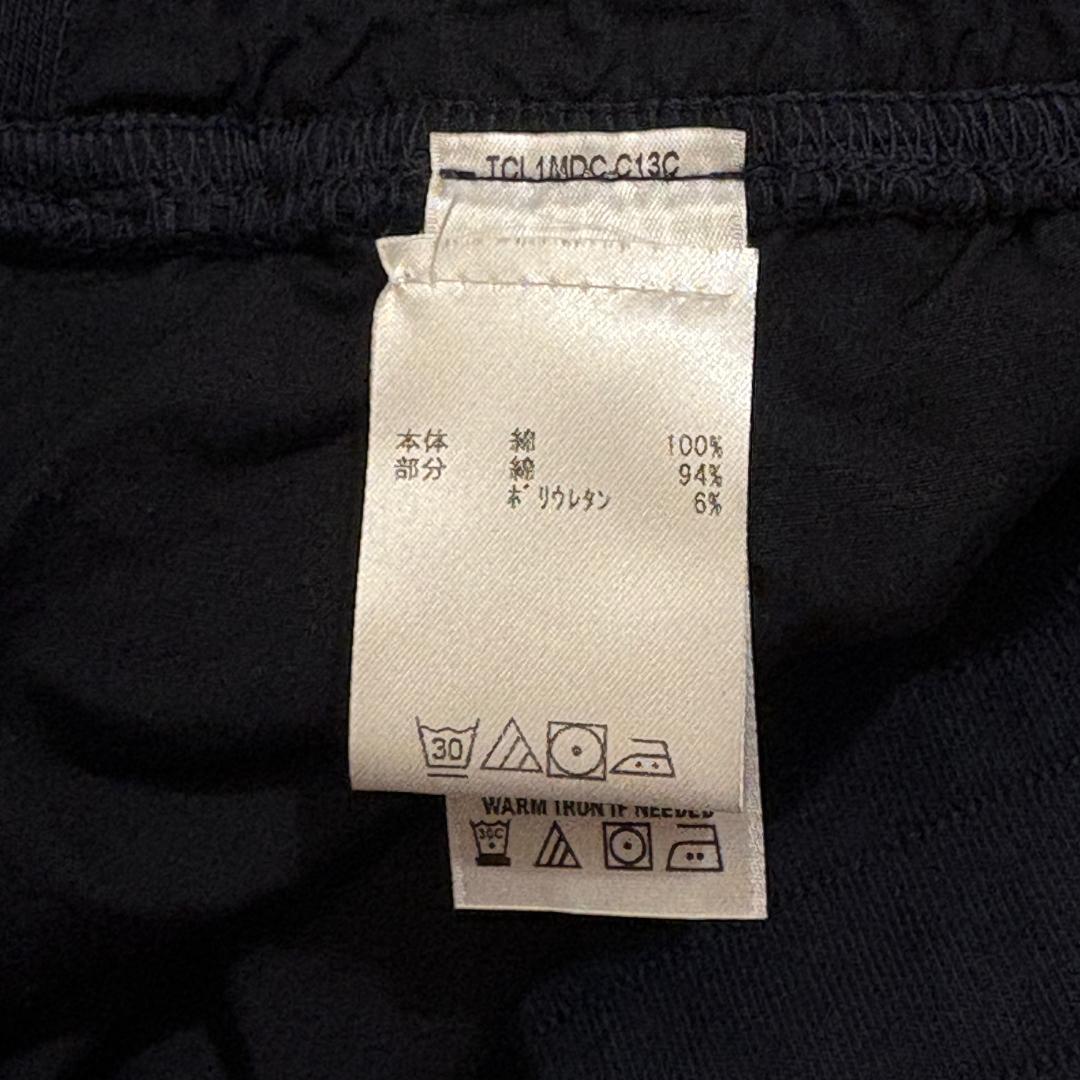 TCL1MDC-C13C
本体 綿 100%
部分 綿 94%
ﾎﾟﾘｳﾚﾀﾝ 6%
30
WARM IRON IF NEEDED
30C